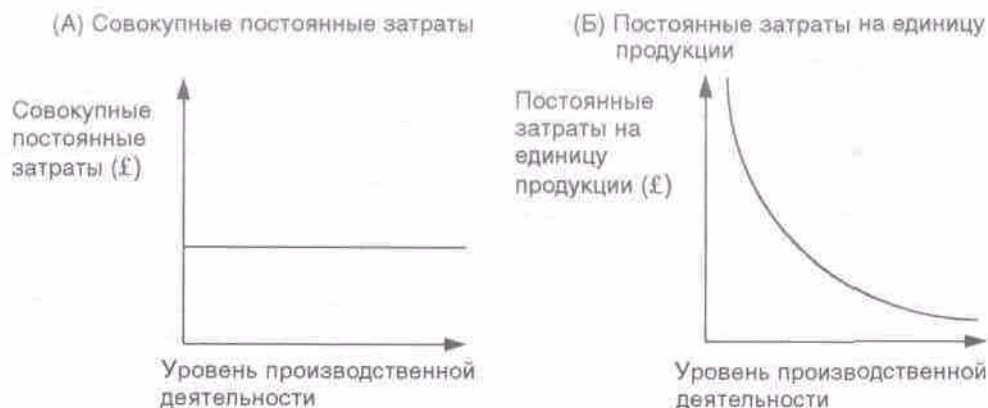 (А) Совокупные постоянные затраты
Совокупные
постоянные
затраты (£)
Уровень производственной
деятельности
(Б) Постоянные затраты на единицу
продукции
Постоянные
затраты на
единицу
продукции (£)
Уровень производственной
деятельности